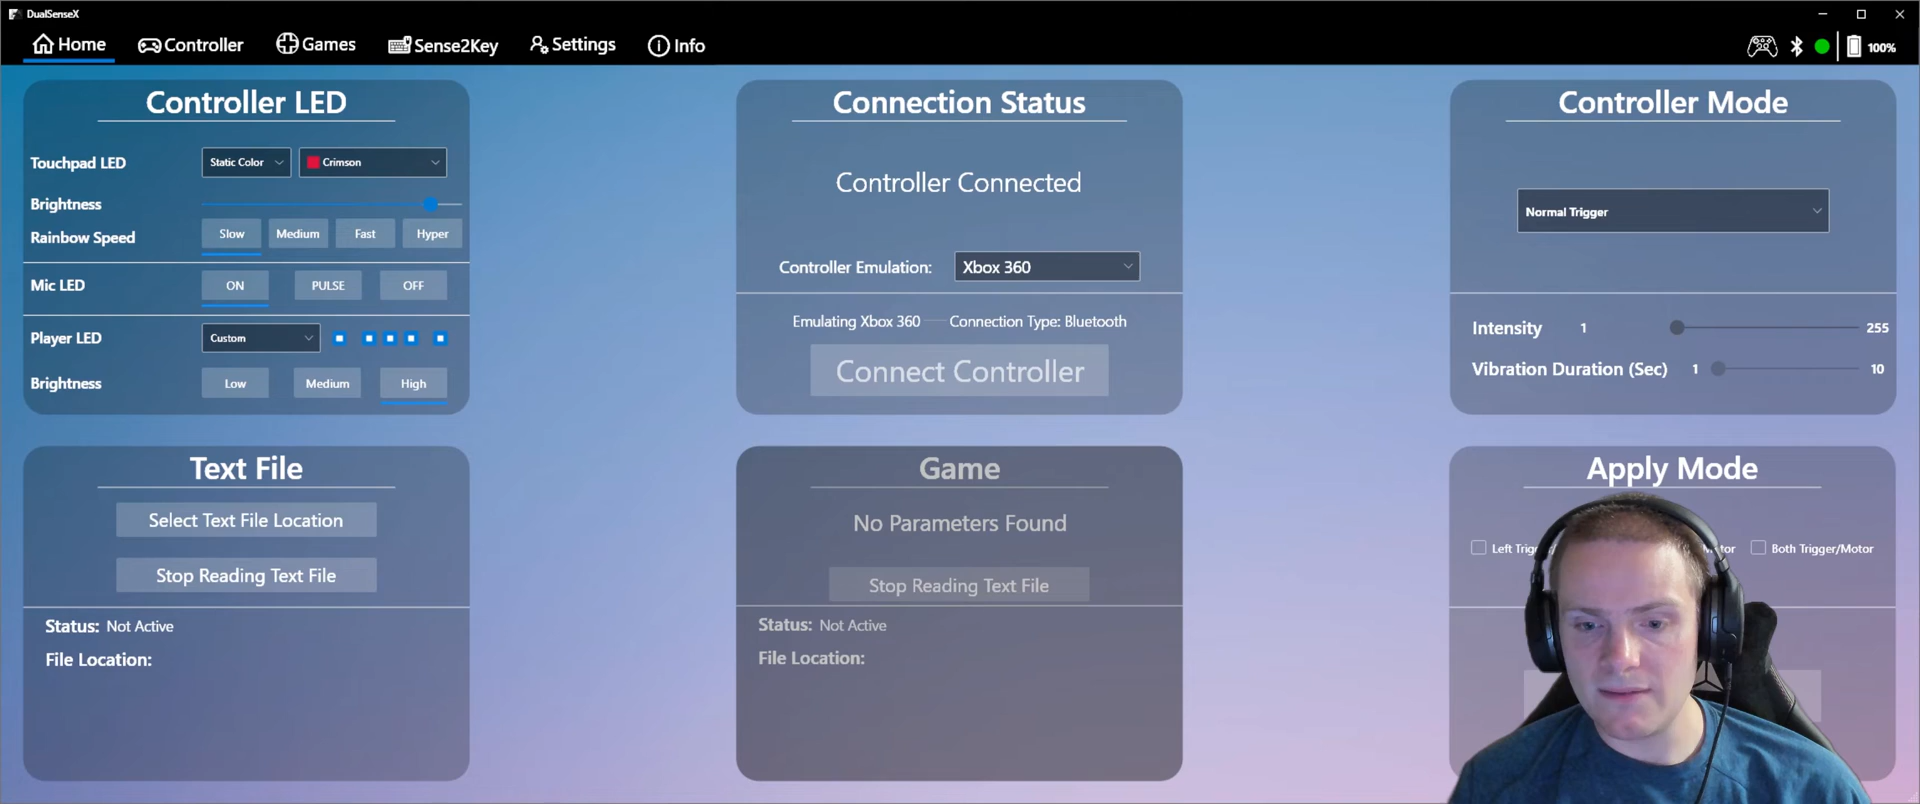 DualSenseX
Home Controller Games Sense2Key Settings Info 100%
Controller LED
Touchpad LED Static Color Crimson
Brightness
Rainbow Speed Slow Medium Fast Hyper
Mic LED ON PULSE OFF
Player LED Custom
Brightness Low Medium High
Connection Status
Controller Connected
Controller Emulation: Xbox 360
Emulating Xbox 360 Connection Type: Bluetooth
Connect Controller
Controller Mode
Normal Trigger
Intensity 1 255
Vibration Duration (Sec) 1 10
Text File
Select Text File Location
Stop Reading Text File
Status: Not Active
File Location:
Game
No Parameters Found
Stop Reading Text File
Status: Not Active
File Location:
Apply Mode
Left Both Trigger/Motor